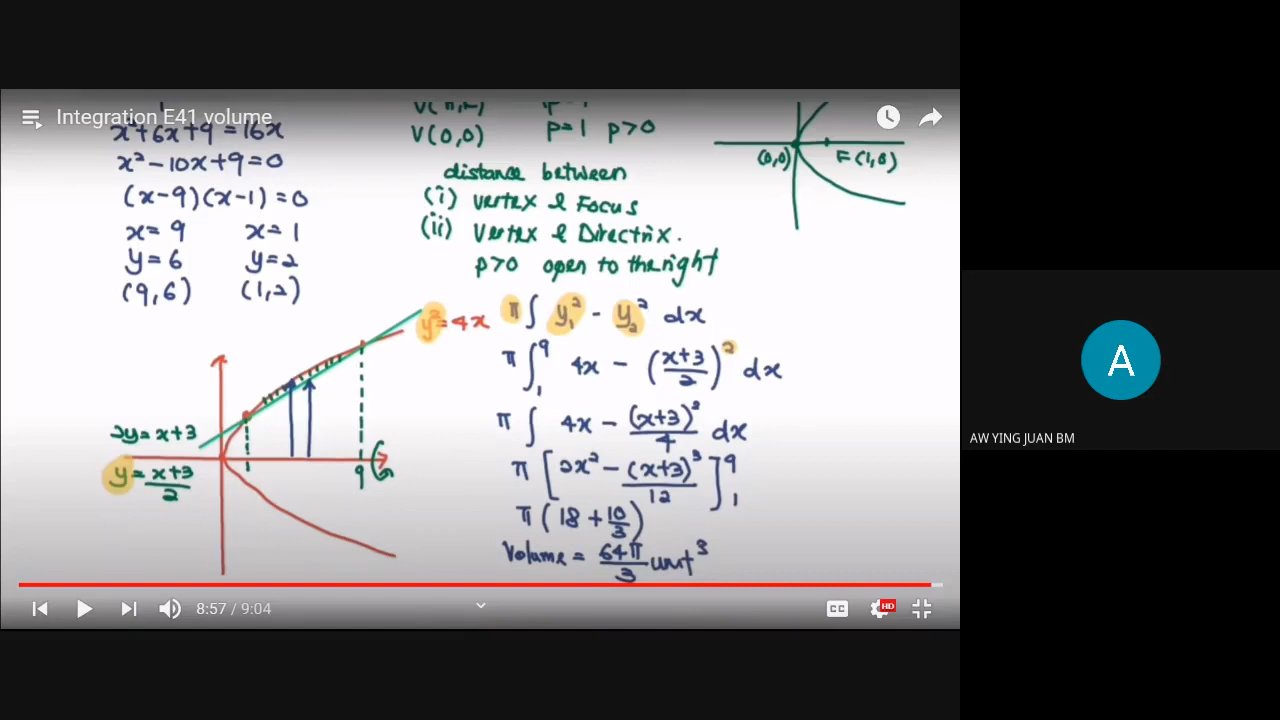 Integration E41 volume
x²+6x+9=16x
x²-10x+9=0
(x-9)(x-1)=0
x=9 x=1
y=6 y=2
(9,6) (1,2)
V(0,0) p=1 p>0
distance between
(i) vertex & Focus
(ii) Vertex & Directrix.
p>0 open to the right
(0,0) F(1,0)
y²=4x
2y=x+3
y=x+3/2
9
π∫ y₁² - y₂² dx
π∫₁⁹ 4x - (x+3/2)² dx
π∫ 4x - (x+3)²/4 dx
π[2x² - (x+3)³/12]₁⁹
π(18+10/3)
Volume = 64π/3 unit³
8:57 / 9:04
CC
HD
A
AW YING JUAN BM